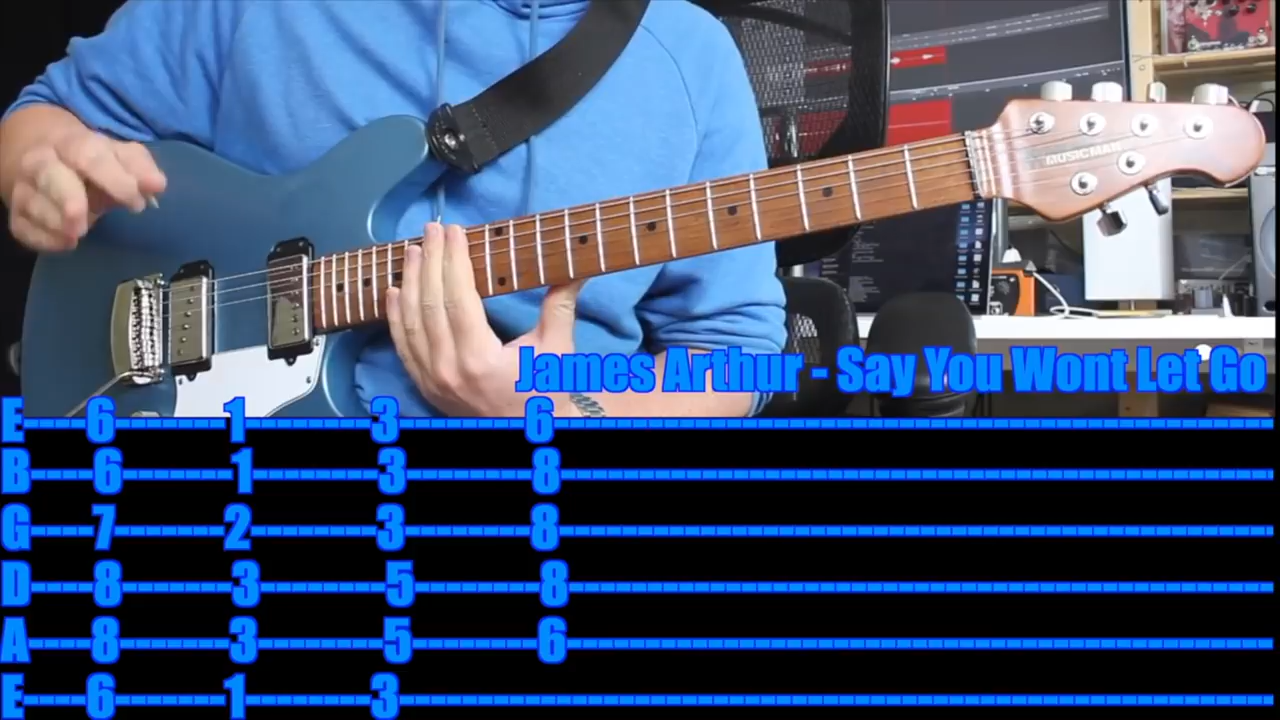 MUSICMAN
James Arthur - Say You Wont Let Go
E 6 1 3 6
B 6 1 3 8
G 7 2 3 8
D 8 3 5 8
A 8 3 5 6
E 6 1 3